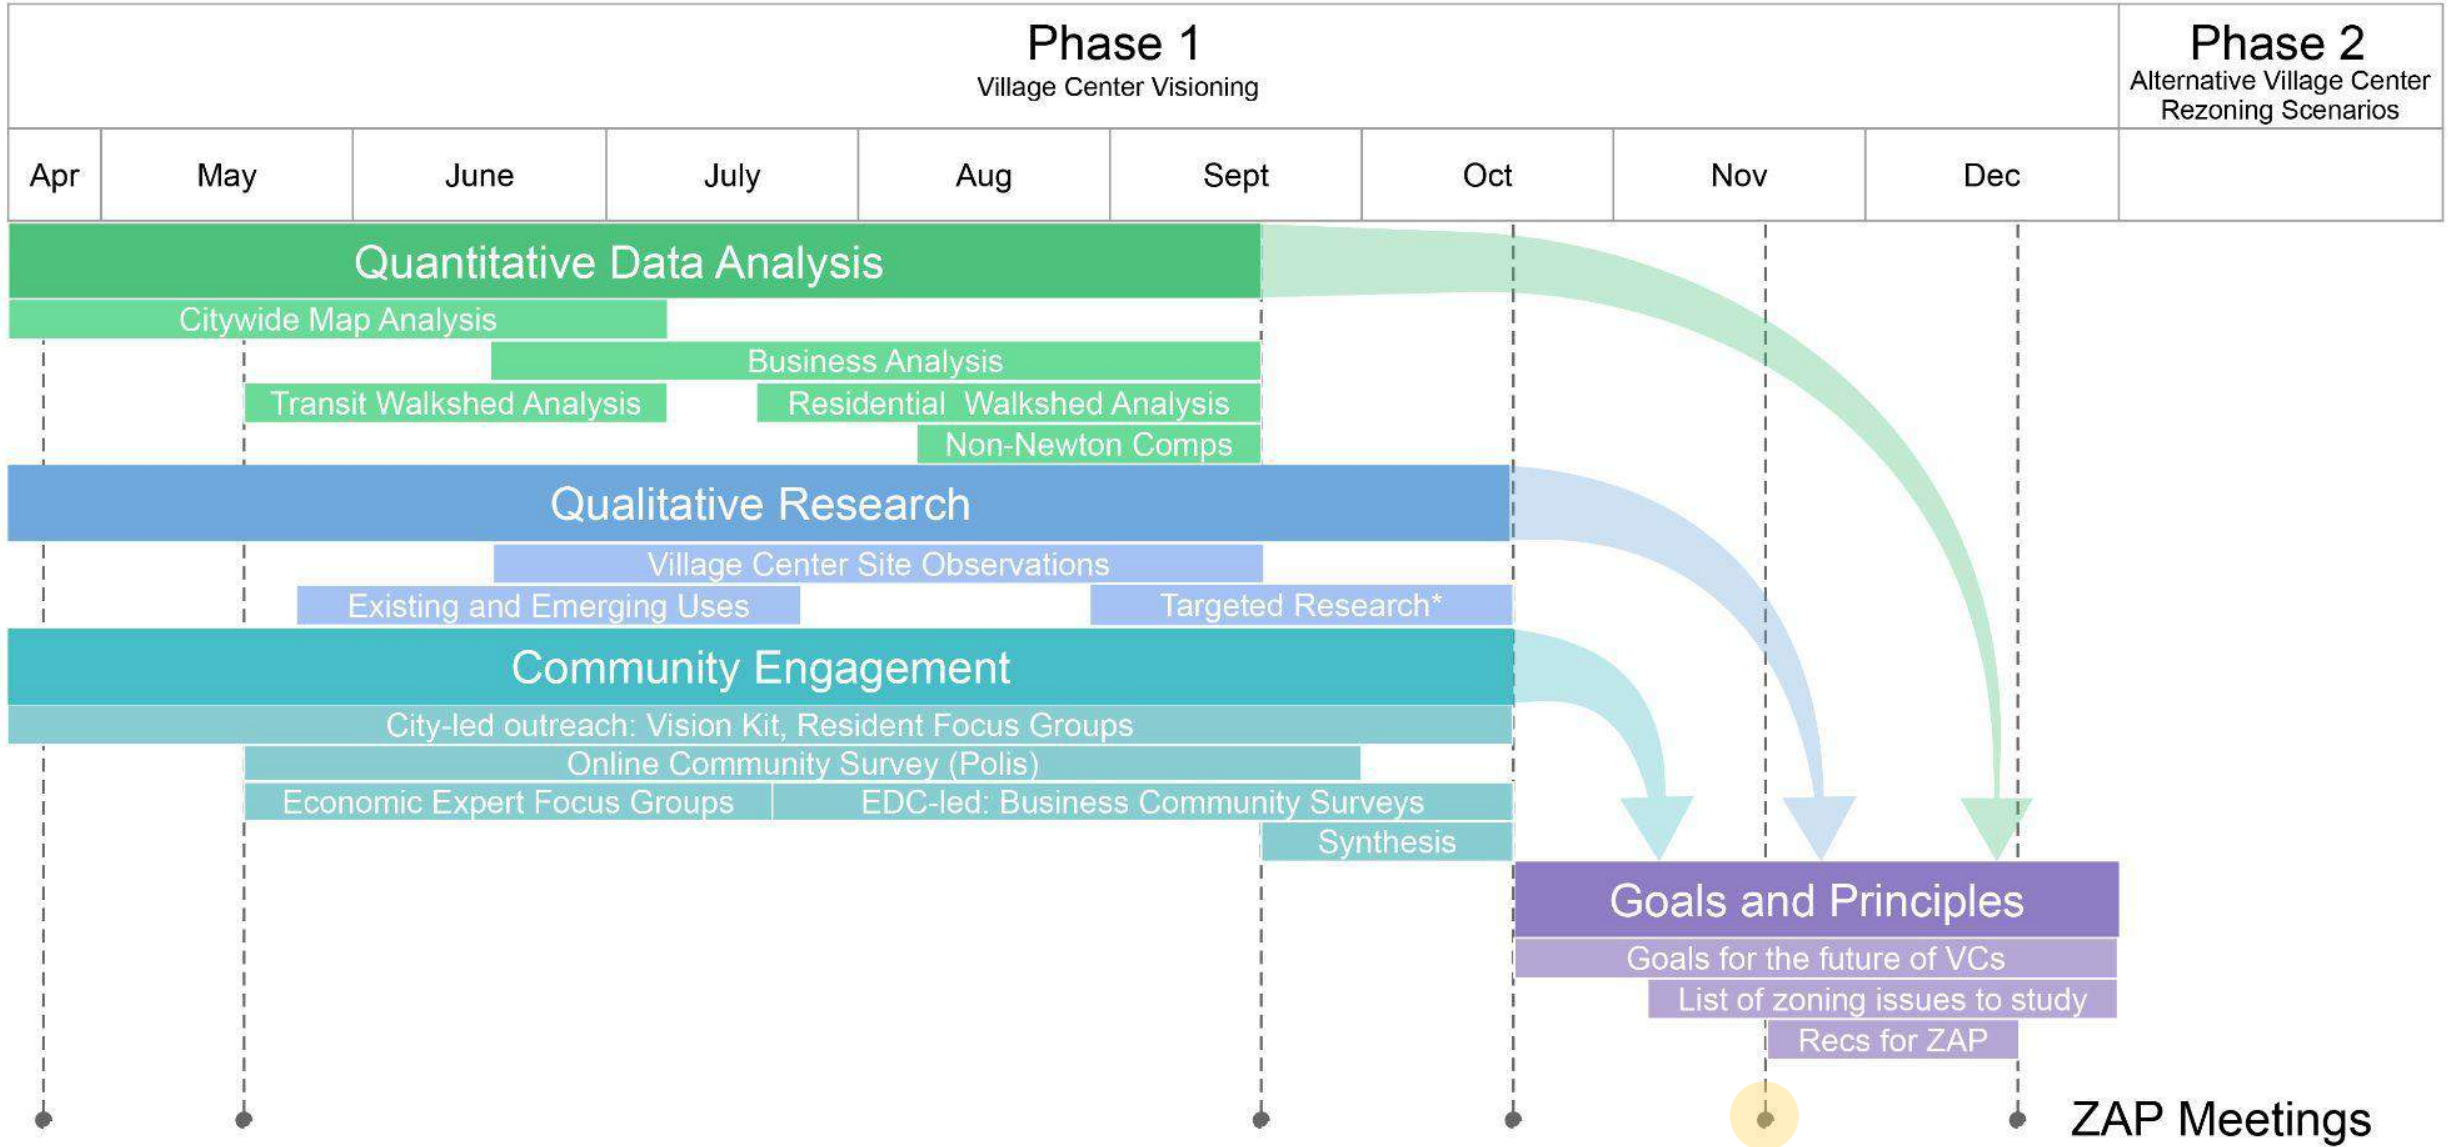 Phase 1
Village Center Visioning
Phase 2
Alternative Village Center
Rezoning Scenarios
Apr
May
June
July
Aug
Sept
Oct
Nov
Dec
Quantitative Data Analysis
Citywide Map Analysis
Business Analysis
Transit Walkshed Analysis
Residential Walkshed Analysis
Non-Newton Comps
Qualitative Research
Village Center Site Observations
Existing and Emerging Uses
Targeted Research*
Community Engagement
City-led outreach: Vision Kit, Resident Focus Groups
Online Community Survey (Polis)
Economic Expert Focus Groups
EDC-led: Business Community Surveys
Synthesis
Goals and Principles
Goals for the future of VCs
List of zoning issues to study
Recs for ZAP
ZAP Meetings